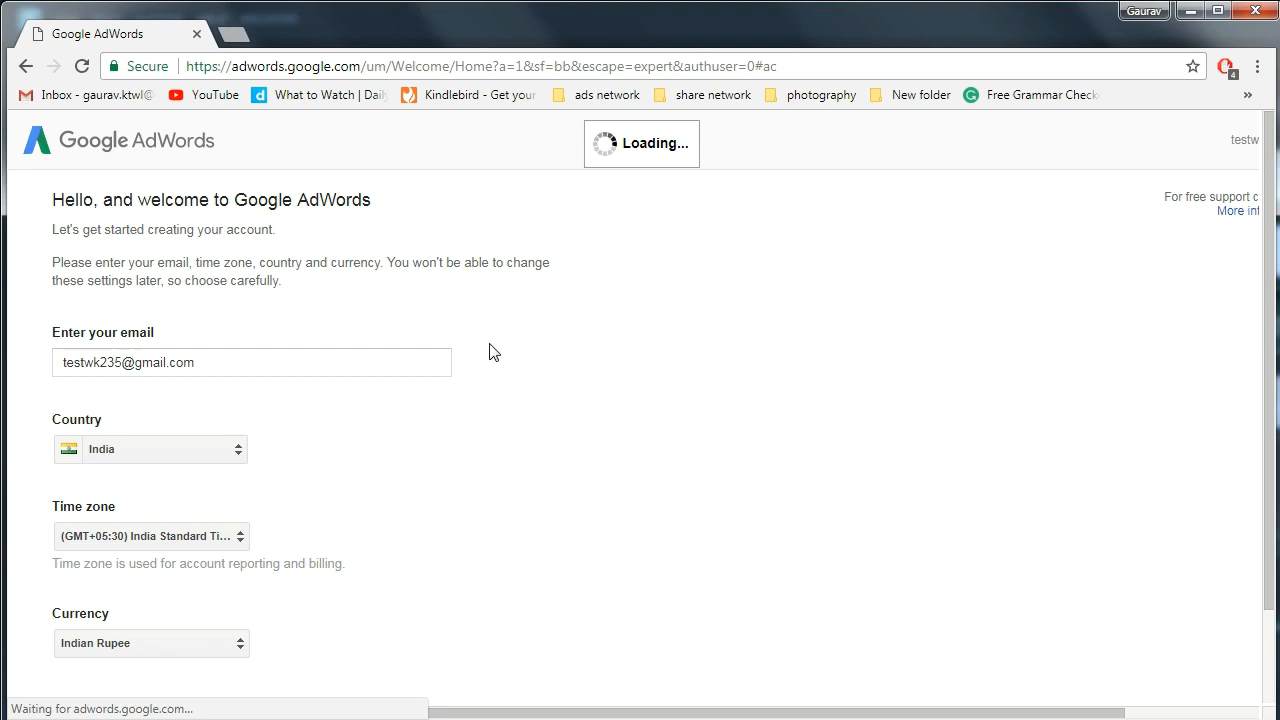 Gaurav
Google AdWords
Secure
https://adwords.google.com/um/Welcome/Home?a=1&sf=bb&escape=expert&authuser=0#ac
4
Inbox - gaurav.ktwl@
YouTube
What to Watch | Dail
Kindlebird - Get your
ads network
share network
photography
New folder
Free Grammar Check
»
Google AdWords
Loading...
testw
Hello, and welcome to Google AdWords
For free support c
More inf
Let's get started creating your account.
Please enter your email, time zone, country and currency. You won't be able to change
these settings later, so choose carefully.
Enter your email
testwk235@gmail.com
Country
India
Time zone
(GMT+05:30) India Standard Ti...
Time zone is used for account reporting and billing.
Currency
Indian Rupee
Waiting for adwords.google.com...